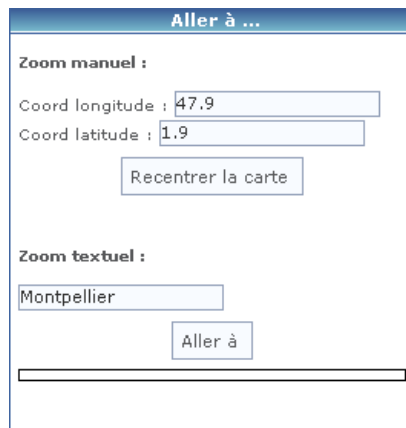 Aller à ...
Zoom manuel :
Coord longitude : 47.9
Coord latitude : 1.9
Recentrer la carte
Zoom textuel :
Montpellier
Aller à